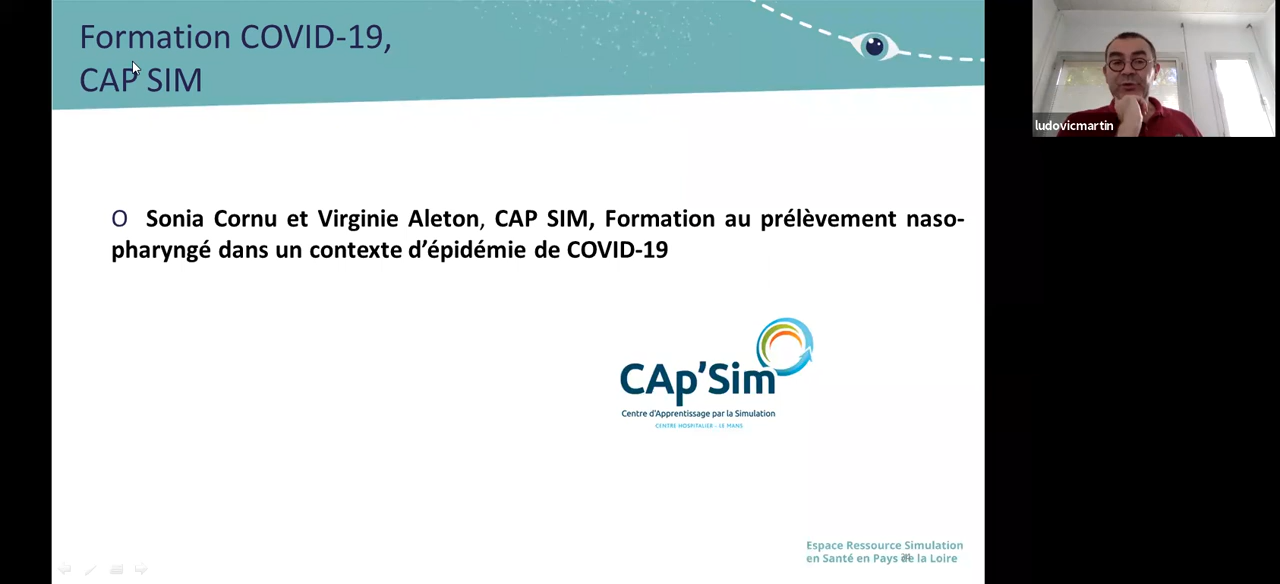 Formation COVID-19,
CAP SIM
ludovicmartin
O Sonia Cornu et Virginie Aleton, CAP SIM, Formation au prélèvement naso-
pharyngé dans un contexte d’épidémie de COVID-19
CAp’Sim
Centre d'Apprentissage par la Simulation
CENTRE HOSPITALIER - LE MANS
Espace Ressource Simulation
en Santé en Pays de la Loire